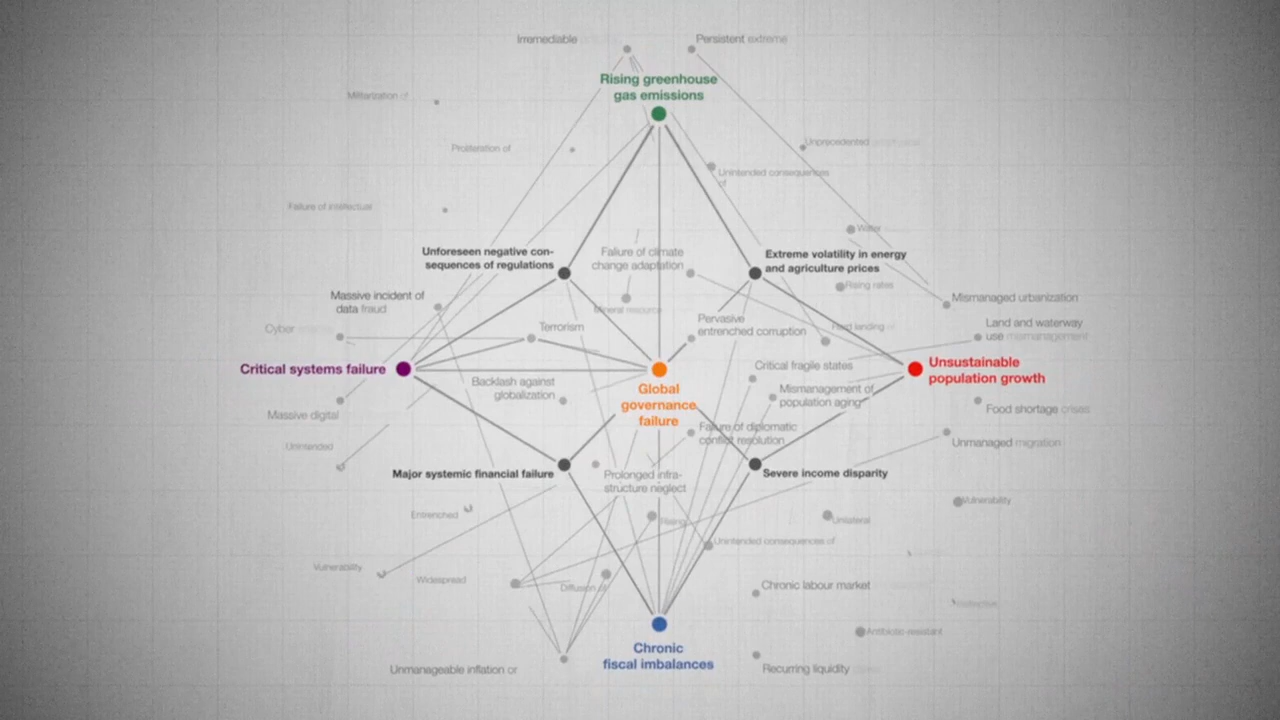 Irremediable
Persistent extreme
Rising greenhouse
gas emissions
Militarization of
Unprecedented
Proliferation of
Unintended consequences
of
Failure of intellectual
Water
Unforeseen negative con-
sequences of regulations
Failure of climate
change adaptation
Extreme volatility in energy
and agriculture prices
Rising rates
Massive incident of
data fraud
Mineral resource
Mismanaged urbanization
Cyber
Terrorism
Pervasive
entrenched corruption
Land and waterway
use mismanagement
Critical systems failure
Critical fragile states
Unsustainable
population growth
Backlash against
globalization
Global
governance
failure
Mismanagement of
population aging
Massive digital
Food shortage crises
Unintended
Failure of diplomatic
conflict resolution
Unmanaged migration
Major systemic financial failure
Prolonged infra-
structure neglect
Severe income disparity
Entrenched
Rising
Vulnerability
Unilateral
Unintended consequences of
Vulnerability
Widespread
Diffusion of
Chronic labour market
Antibiotic-resistant
Chronic
fiscal imbalances
Unmanageable inflation or
Recurring liquidity